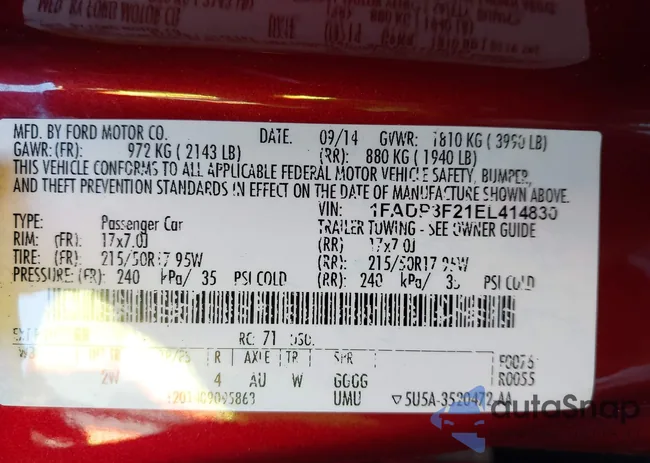 MFD. BY FORD MOTOR CO. DATE: 09/14 GVWR: 1810 KG ( 3990 LB)
GAWR:(FR): 972 KG ( 2143 LB) (RR): 880 KG ( 1940 LB)
THIS VEHICLE CONFORMS TO ALL APPLICABLE FEDERAL MOTOR VEHICLE SAFETY, BUMPER,
AND THEFT PREVENTION STANDARDS IN EFFECT ON THE DATE OF MANUFACTURE SHOWN ABOVE.
VIN: 1FADP3F21EL414830
TYPE: Passenger Car TRAILER TOWING - SEE OWNER GUIDE
RIM: (FR): 17x7.0J (RR) 17x7.0J
TIRE: (FR): 215/50R17 95W (RR): 215/50R17 95W
PRESSURE: (FR): 240 kPa/ 35 PSI COLD (RR): 240 kPa/ 35 PSI COLD
RC: 71 DSO:
R AXLE TR SPR F0076
4 AU W GGGG R0055
UMU 5U5A-3520472-AA
autoSnap